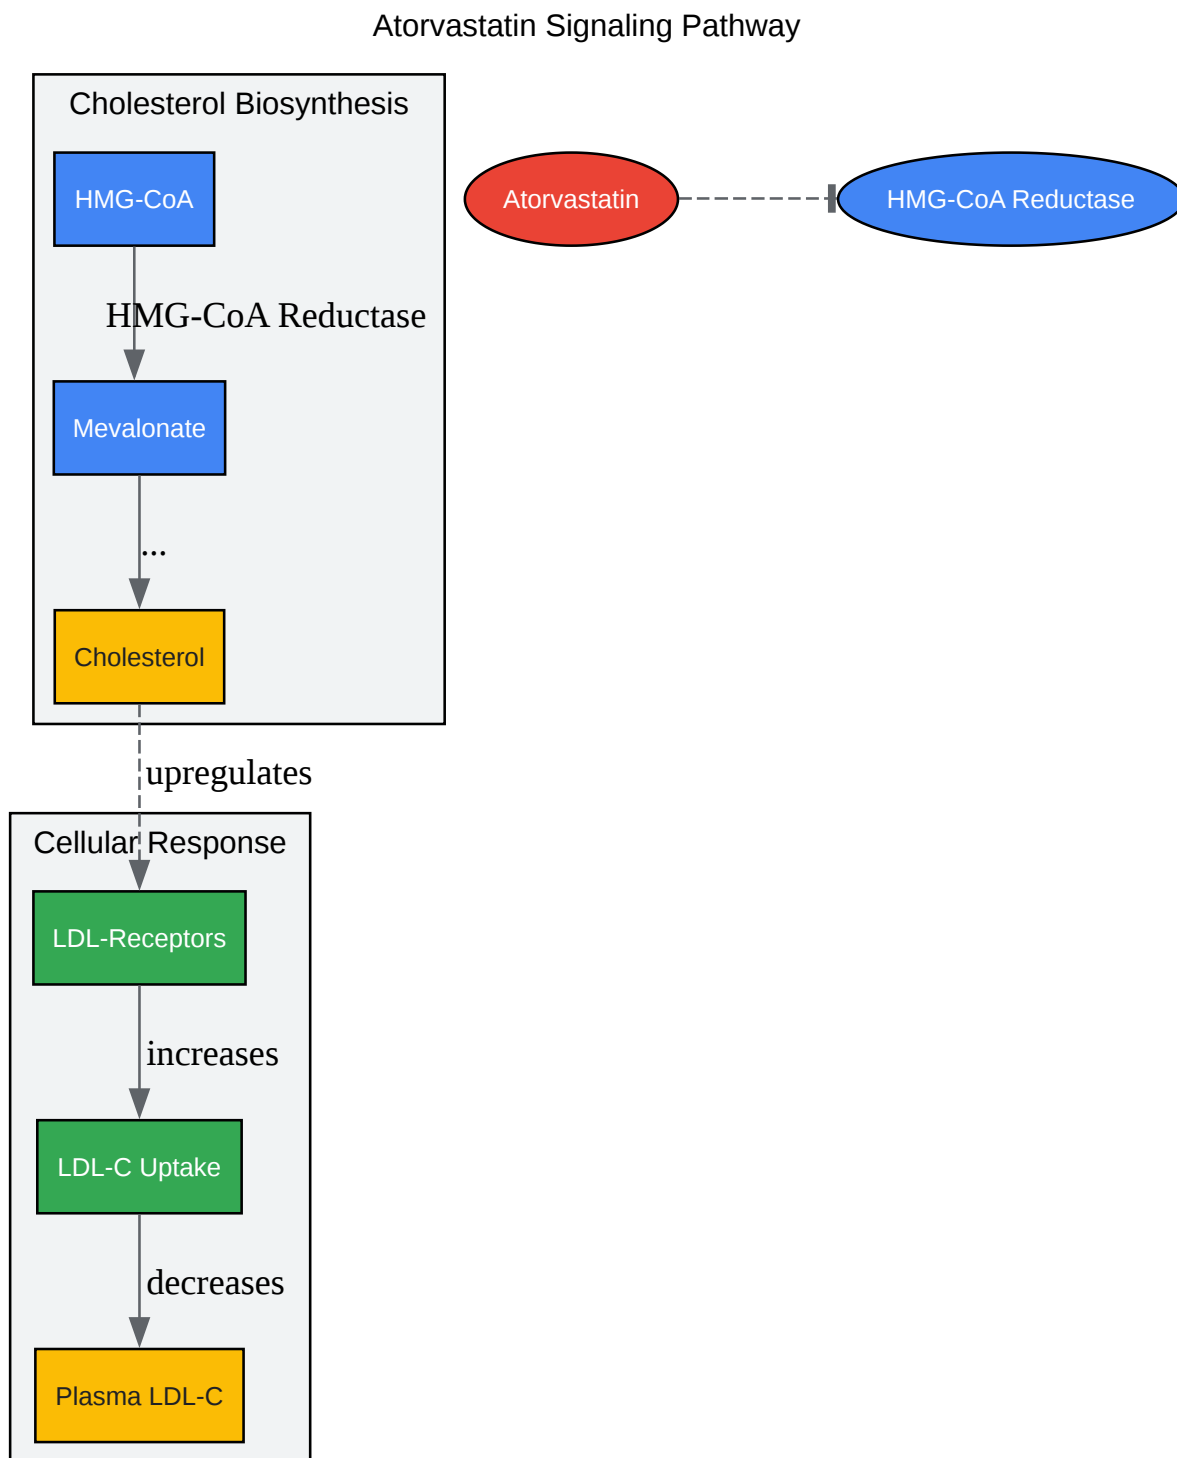 Atorvastatin Signaling Pathway
Cholesterol Biosynthesis
HMG-CoA
Atorvastatin
HMG-CoA Reductase
HMG-CoA Reductase
Mevalonate
...
Cholesterol
upregulates
Cellular Response
LDL-Receptors
increases
LDL-C Uptake
decreases
Plasma LDL-C